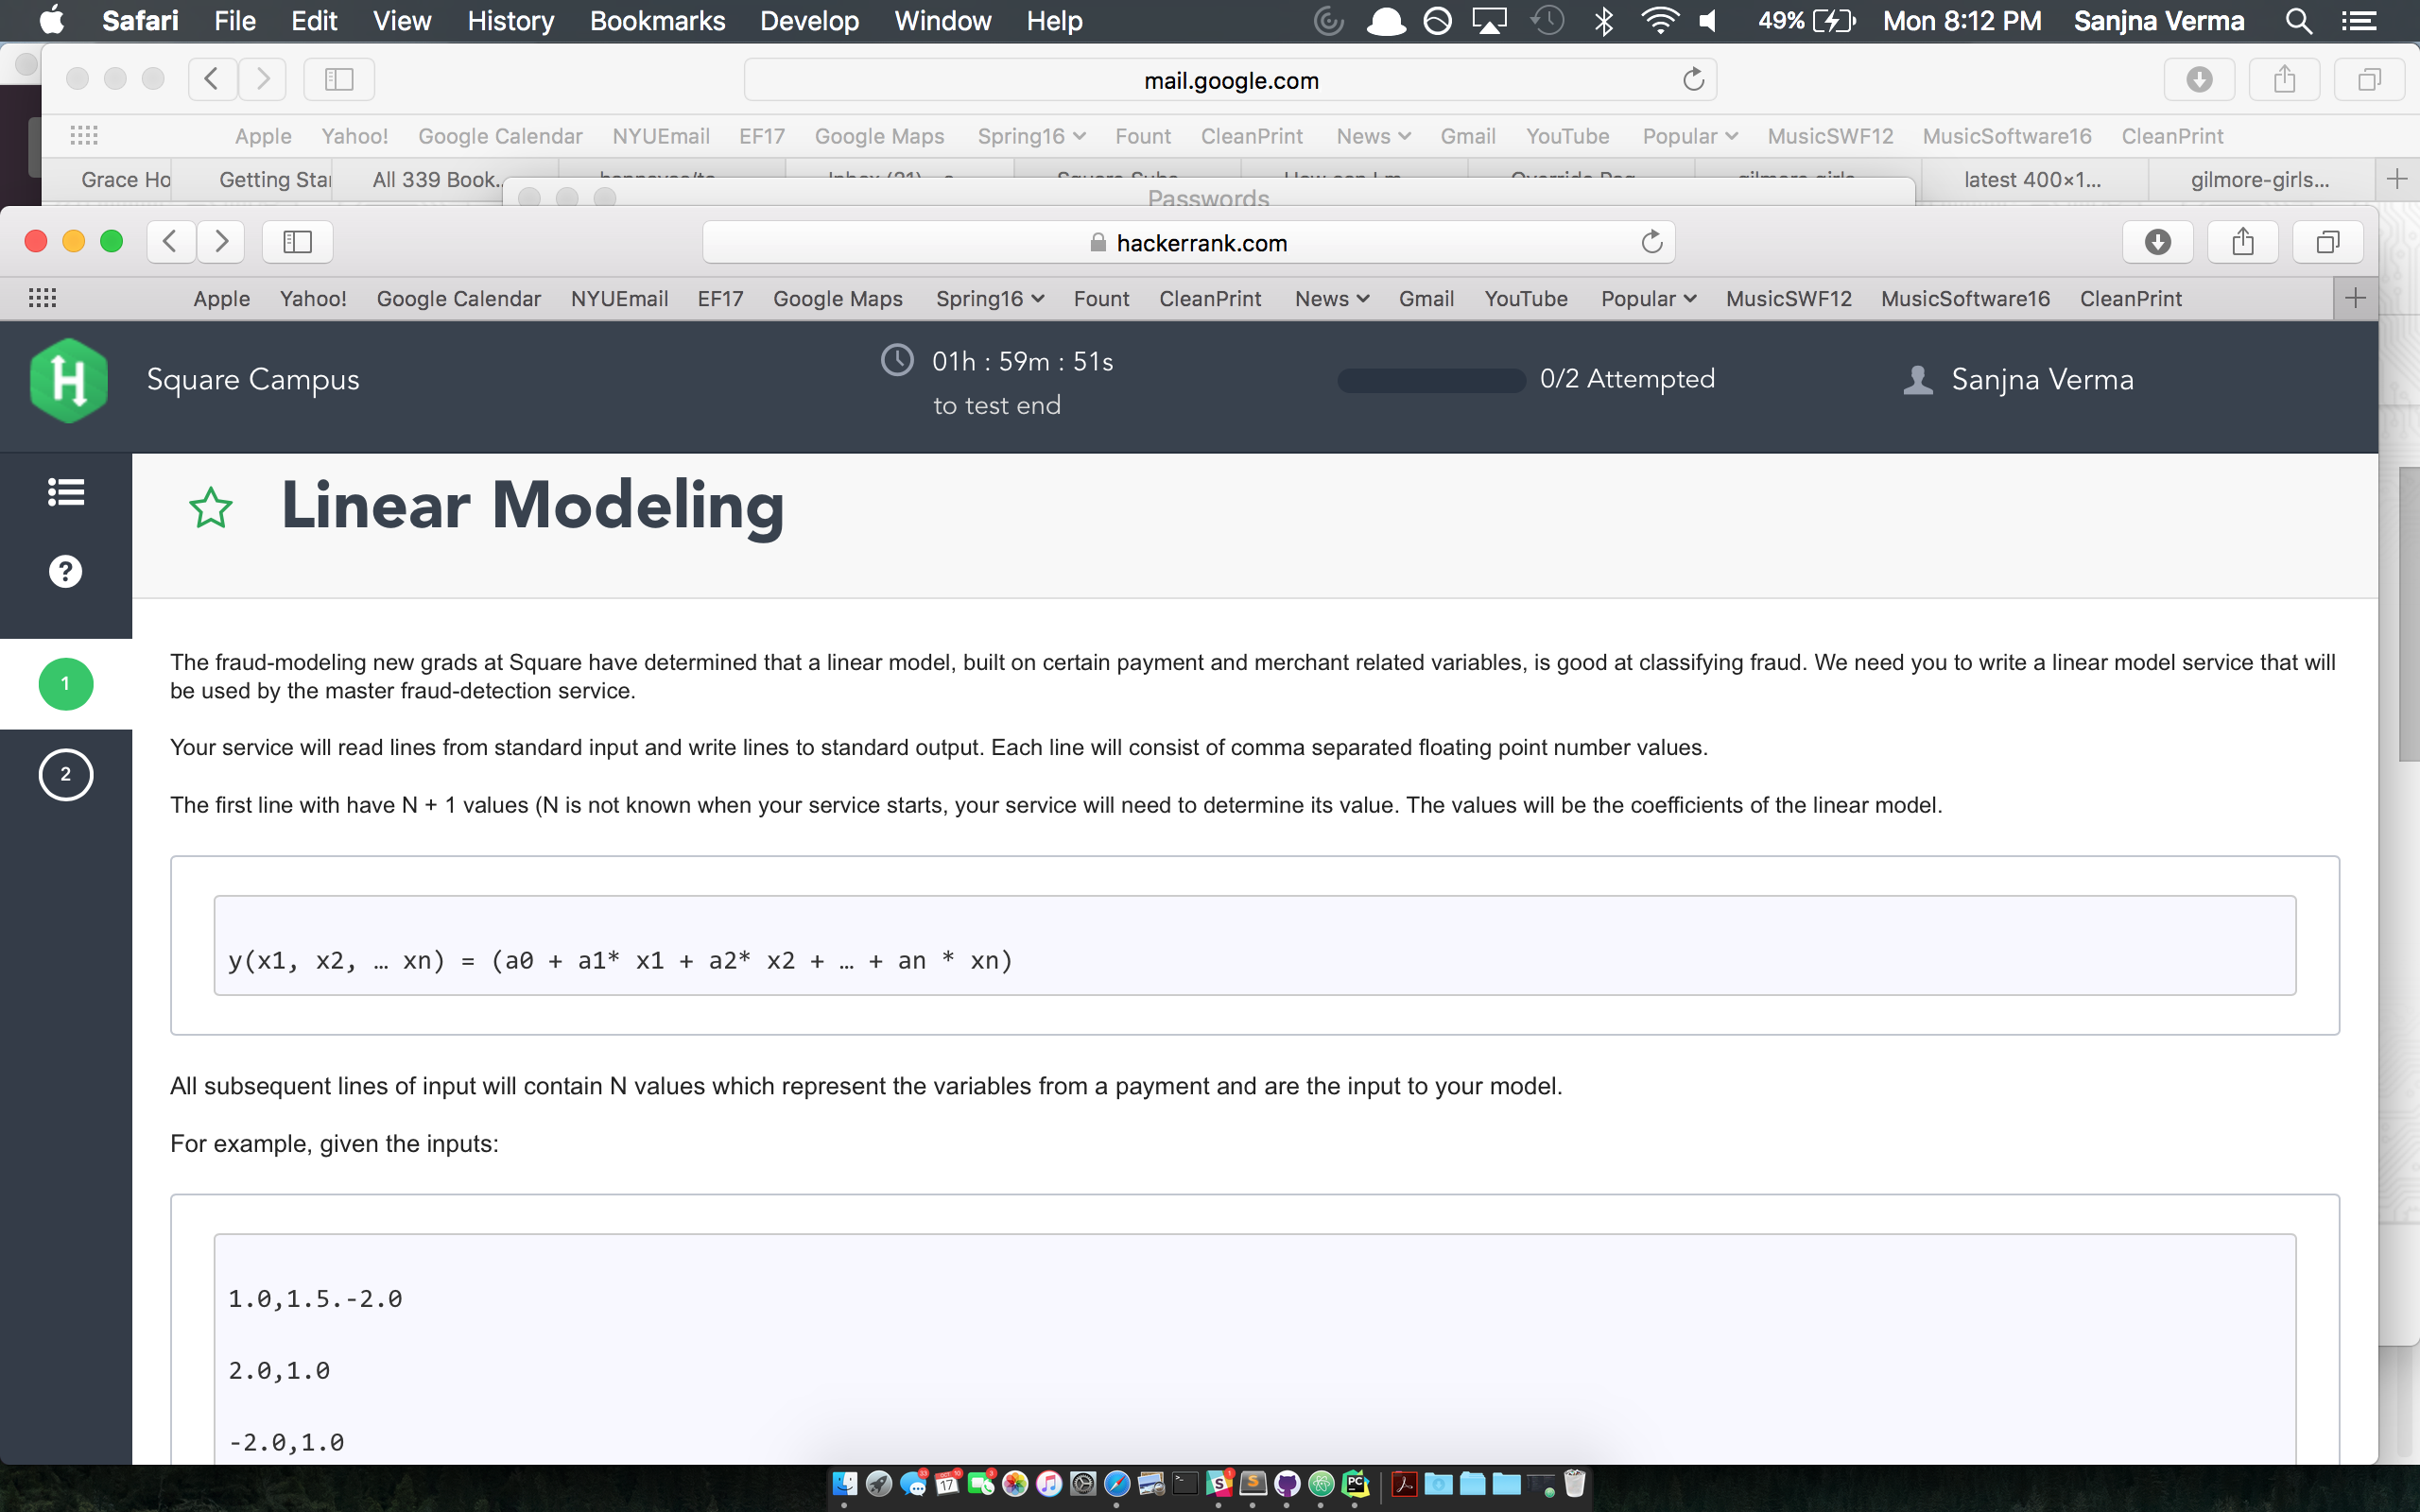 Safari File Edit View History Bookmarks Develop Window Help 49% Mon 8:12 PM Sanjna Verma
mail.google.com
Apple Yahoo! Google Calendar NYUEmail EF17 Google Maps Spring16 Fount CleanPrint News Gmail YouTube Popular MusicSWF12 MusicSoftware16 CleanPrint
Grace Ho Getting Star All 339 Book... latest 400×1... gilmore-girls...
Passwords
hackerrank.com
Apple Yahoo! Google Calendar NYUEmail EF17 Google Maps Spring16 Fount CleanPrint News Gmail YouTube Popular MusicSWF12 MusicSoftware16 CleanPrint
H Square Campus 01h : 59m : 51s 0/2 Attempted Sanjna Verma
to test end
Linear Modeling
?
1
2
The fraud-modeling new grads at Square have determined that a linear model, built on certain payment and merchant related variables, is good at classifying fraud. We need you to write a linear model service that will
be used by the master fraud-detection service.
Your service will read lines from standard input and write lines to standard output. Each line will consist of comma separated floating point number values.
The first line with have N + 1 values (N is not known when your service starts, your service will need to determine its value. The values will be the coefficients of the linear model.
y(x1, x2, … xn) = (a0 + a1* x1 + a2* x2 + … + an * xn)
All subsequent lines of input will contain N values which represent the variables from a payment and are the input to your model.
For example, given the inputs:
1.0,1.5.-2.0
2.0,1.0
-2.0,1.0